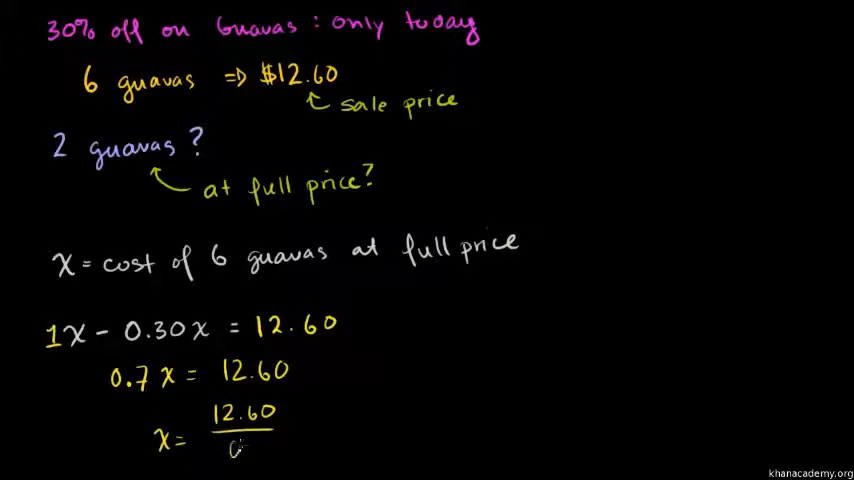 30% off on Guavas : only today
6 guavas ⇒ $12.60
sale price
2 guavas ?
at full price?
x = cost of 6 guavas at full price
1x - 0.30x = 12.60
0.7x = 12.60
12.60
x =
khanacademy.org